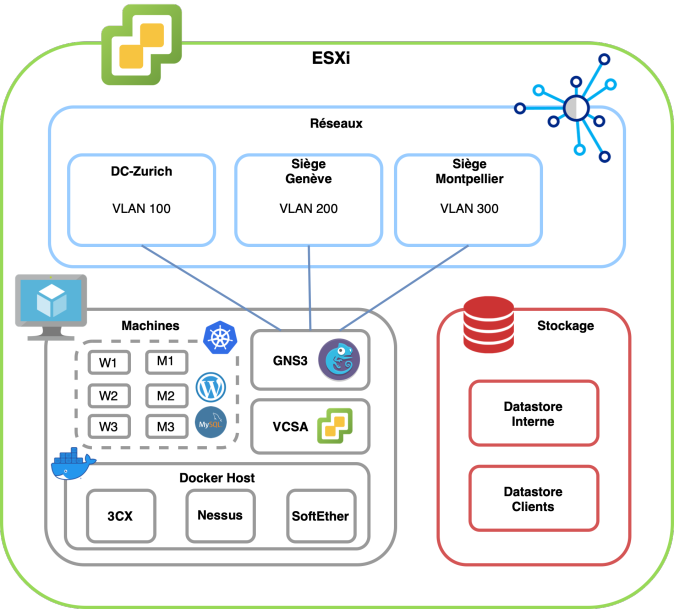 ESXi
Réseaux
DC-Zurich
VLAN 100
Siège
Genève
VLAN 200
Siège
Montpellier
VLAN 300
Machines
W1
M1
W2
M2
W3
M3
MySQL
GNS3
VCSA
Docker Host
3CX
Nessus
SoftEther
Stockage
Datastore
Interne
Datastore
Clients